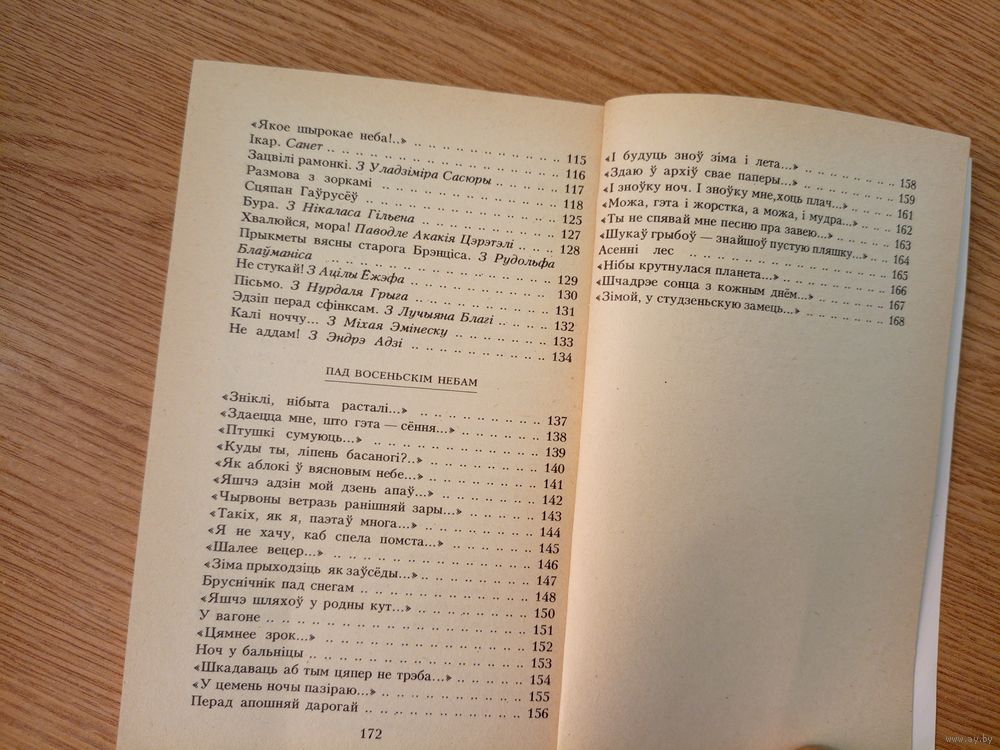 «Якое шырокае неба!..» .. .. .. .. .. .. .. .. 115
Ікар. Санет .. .. .. .. .. .. .. .. .. .. .. 116
Зацвілі рамонкі. З Уладзіміра Сасюры .. .. .. .. 117
Размова з зоркамі .. .. .. .. .. .. .. .. .. 118
Сцяпан Гаўрусёў .. .. .. .. .. .. .. .. .. 125
Бура. З Нікаласа Гільена .. .. .. .. .. .. .. 127
Хвалюйся, мора! Паводле Акакія Цэрэтэлі .. .. .. 128
Прыкметы вясны старога Брэнціса. З Рудольфа
Блаўманіса .. .. .. .. .. .. .. .. .. .. 129
Не стукай! З Ацілы Ежэфа .. .. .. .. .. .. .. 130
Пісьмо. З Нурдаля Грыга .. .. .. .. .. .. .. 131
Эдзіп перад сфінксам. З Лучыяна Благі .. .. .. .. 132
Калі ноччу... З Міхая Эмінеску .. .. .. .. .. 133
Не аддам! З Эндрэ Адзі .. .. .. .. .. .. .. 134
ПАД ВОСЕНЬСКІМ НЕБАМ
«Зніклі, нібыта расталі...» .. .. .. .. .. .. 137
«Здаецца мне, што гэта — сёння...» .. .. .. .. 138
«Птушкі сумуюць...» .. .. .. .. .. .. .. .. 139
«Куды ты, ліпень басаногі?..» .. .. .. .. .. 140
«Як аблокі ў вясновым небе...» .. .. .. .. .. 141
«Яшчэ адзін мой дзень апаў...» .. .. .. .. .. 142
«Чырвоны ветразь ранішняй зары...» .. .. .. .. 143
«Такіх, як я, паэтаў многа...» .. .. .. .. .. 144
«Я не хачу, каб спела помста...» .. .. .. .. 145
«Шалее вецер...» .. .. .. .. .. .. .. .. .. 146
«Зіма прыходзіць як заўсёды...» .. .. .. .. .. 147
Бруснічнік пад снегам .. .. .. .. .. .. .. .. 148
«Яшчэ шляхоў у родны кут...» .. .. .. .. .. 150
У вагоне .. .. .. .. .. .. .. .. .. .. .. 151
«Цямнее зрок...» .. .. .. .. .. .. .. .. .. 152
Ноч у бальніцы .. .. .. .. .. .. .. .. .. 153
«Шкадаваць аб тым цяпер не трэба...» .. .. .. 154
«У цемень ночы пазіраю...» .. .. .. .. .. .. 155
Перад апошняй дарогай .. .. .. .. .. .. .. 156
172
«І будуць зноў зіма і лета...» .. .. .. .. .. 158
«Здаю ў архіў свае паперы...» .. .. .. .. .. 159
«І зноўку ноч. І зноўку мне,хоць плач...» .. .. 161
«Можа, гэта і жорстка, а можа, і мудра...» .. .. 162
«Ты не спявай мне песню пра завею...» .. .. .. 163
«Шукаў грыбоў — знайшоў пустую пляшку...» .. .. 164
Асенні лес .. .. .. .. .. .. .. .. .. .. 165
«Нібы крутнулася планета...» .. .. .. .. .. .. 166
«Шчадрэе сонца з кожным днём...» .. .. .. .. 167
«Зімой, у студзеньскую замець...» .. .. .. .. 168
www.ay.by